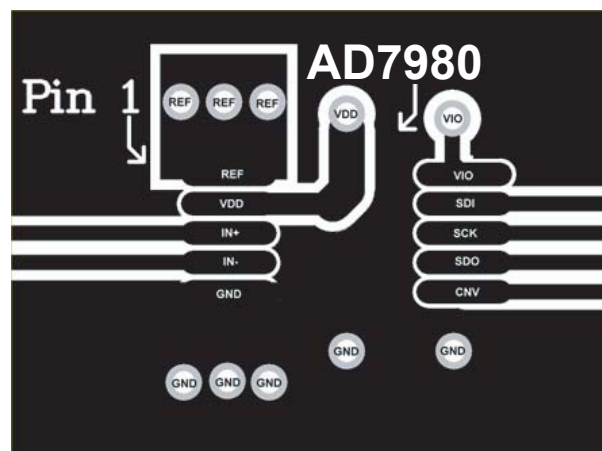 AD7980
Pin 1
REF REF REF
VDD
VIO
REF
VIO
VDD
SDI
IN+
SCK
IN-
SDO
GND
CNV
GND
GND
GND GND GND